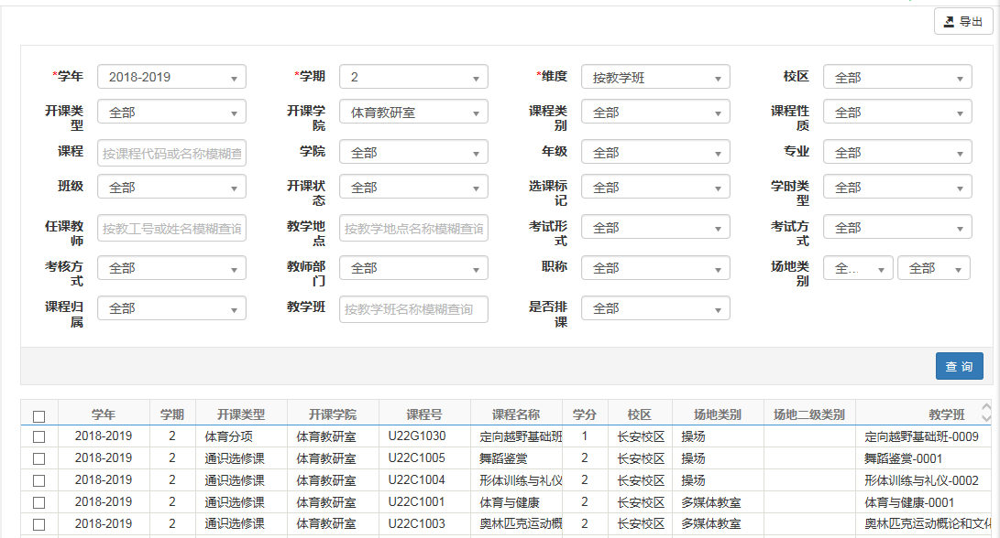 导出
*学年 2018-2019 *学期 2 *维度 按教学班 校区 全部
开课类型 全部 开课学院 体育教研室 课程类别 全部 课程性质 全部
课程 按课程代码或名称模糊查 学院 全部 年级 全部 专业 全部
班级 全部 开课状态 全部 选课标记 全部 学时类型 全部
任课教师 按教工号或姓名模糊查询 教学地点 按教学地点名称模糊查询 考试形式 全部 考试方式 全部
考核方式 全部 教师部门 全部 职称 全部 场地类别 全... 全部
课程归属 全部 教学班 按教学班名称模糊查询 是否排课 全部
查 询
学年 学期 开课类型 开课学院 课程号 课程名称 学分 校区 场地类别 场地二级类别 教学班
2018-2019 2 体育分项 体育教研室 U22G1030 定向越野基础班 1 长安校区 操场 定向越野基础班-0009
2018-2019 2 通识选修课 体育教研室 U22C1005 舞蹈鉴赏 2 长安校区 操场 舞蹈鉴赏-0001
2018-2019 2 通识选修课 体育教研室 U22C1004 形体训练与礼仪 2 长安校区 操场 形体训练与礼仪-0002
2018-2019 2 通识选修课 体育教研室 U22C1001 体育与健康 2 长安校区 多媒体教室 体育与健康-0001
2018-2019 2 通识选修课 体育教研室 U22C1003 奥林匹克运动概 2 长安校区 多媒体教室 奥林匹克运动概论和文化